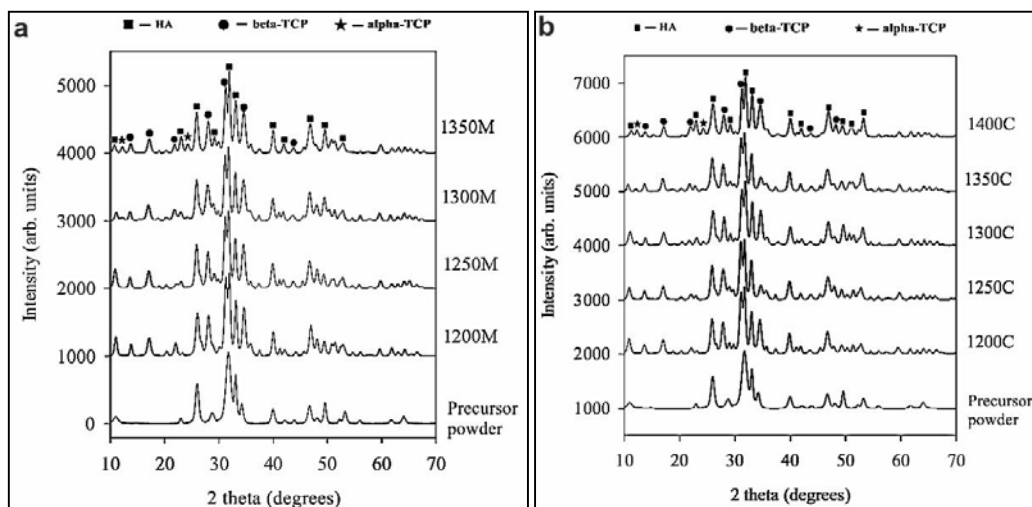 a
■ — HA ● — beta-TCP ★ — alpha-TCP
Intensity (arb. units)
5000
4000
3000
2000
1000
0
1350M
1300M
1250M
1200M
Precursor
powder
10 20 30 40 50 60 70
2 theta (degrees)
b
■ — HA ● — beta-TCP ★ — alpha-TCP
Intensity (arb. units)
7000
6000
5000
4000
3000
2000
1000
1400C
1350C
1300C
1250C
1200C
Precursor
powder
10 20 30 40 50 60 70
2 theta (degrees)